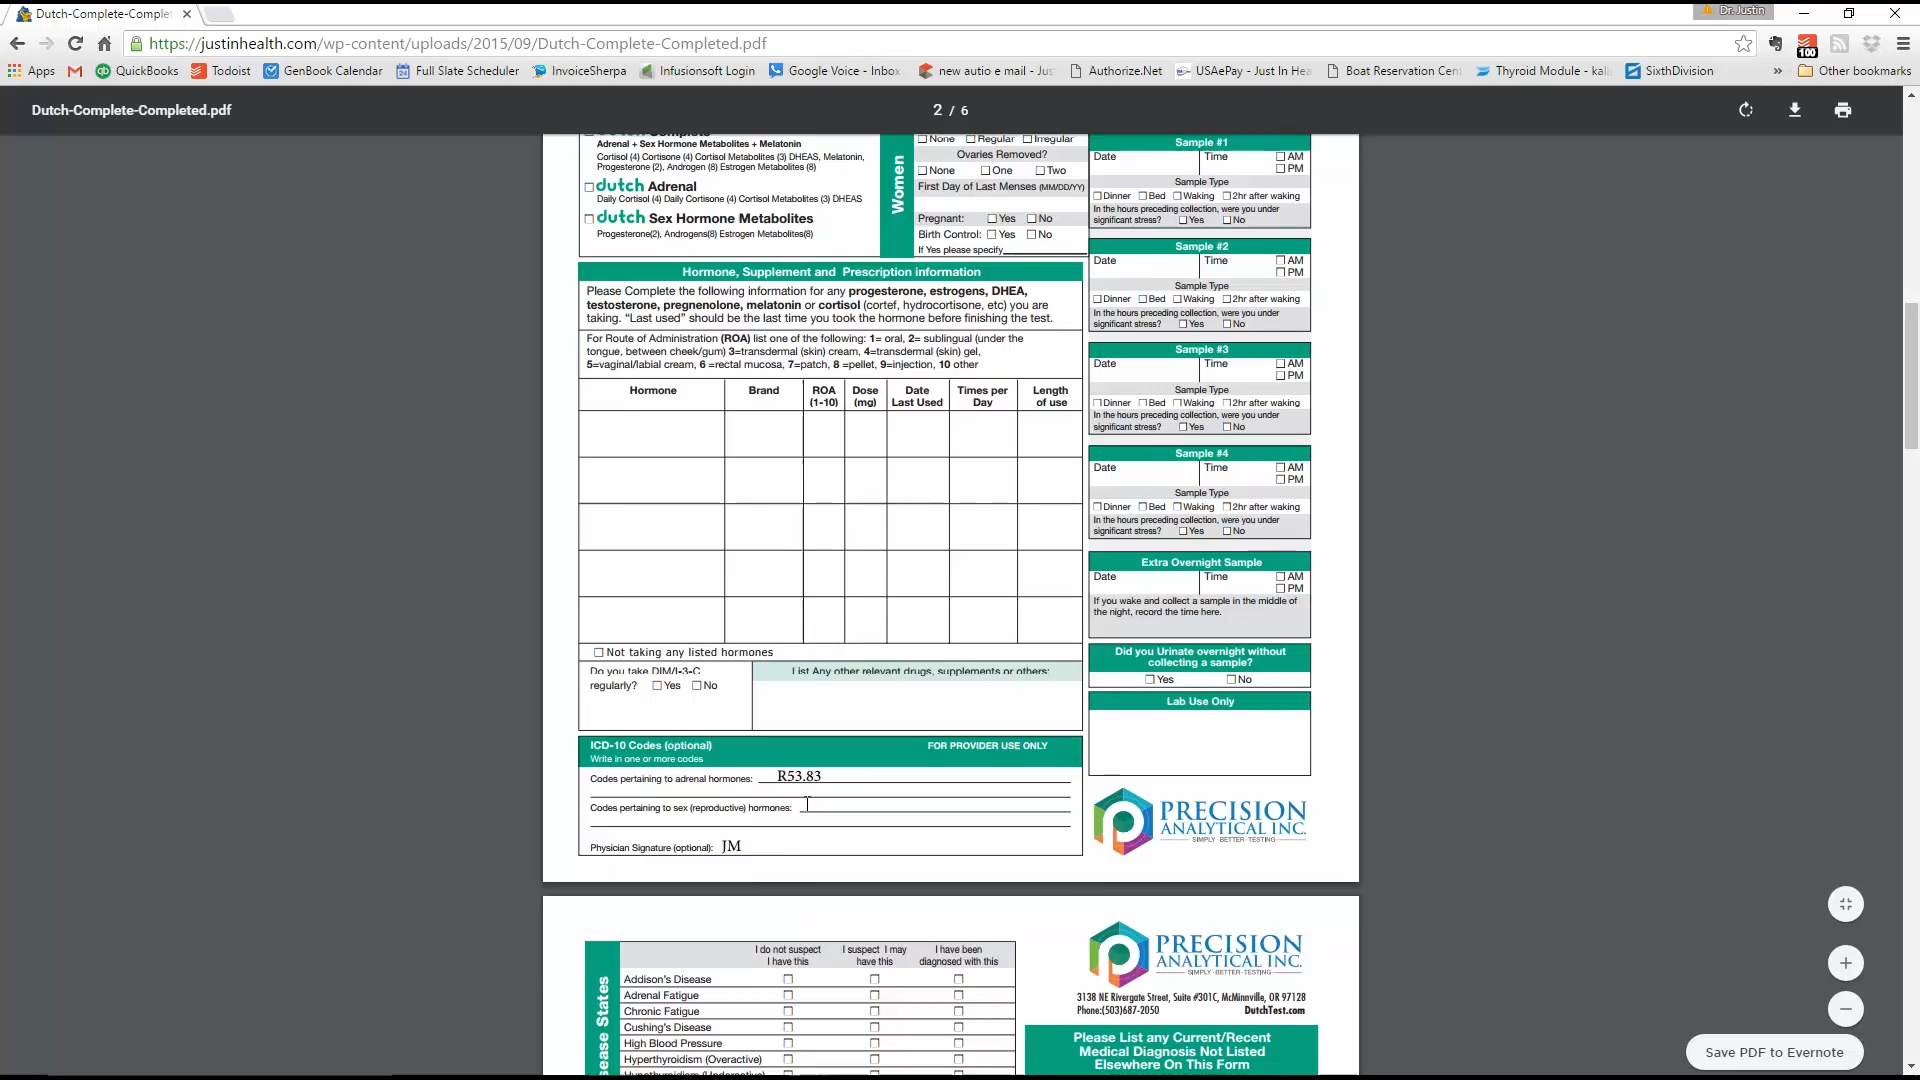 Dutch-Complete-Comple
Dr. Justin
https://justinhealth.com/wp-content/uploads/2015/09/Dutch-Complete-Completed.pdf
100
Apps
QuickBooks
Todoist
GenBook Calendar
Full Slate Scheduler
InvoiceSherpa
Infusionsoft Login
Google Voice - Inbox
new autio e mail - Jus
Authorize.Net
USAePay - Just In Hea
Boat Reservation Cen
Thyroid Module - kali
SixthDivision
» Other bookmarks
Dutch-Complete-Completed.pdf
2 / 6
dutch Complete
Adrenal + Sex Hormone Metabolites + Melatonin
Cortisol (4) Cortisone (4) Cortisol Metabolites (3) DHEAS, Melatonin,
Progesterone (2), Androgen (8) Estrogen Metabolites (8)
dutch Adrenal
Daily Cortisol (4) Daily Cortisone (4) Cortisol Metabolites (3) DHEAS
dutch Sex Hormone Metabolites
Progesterone(2), Androgens(8) Estrogen Metabolites(8)
Women
None Regular Irregular
Ovaries Removed?
None One Two
First Day of Last Menses (MM/DD/YY)
Pregnant: Yes No
Birth Control: Yes No
If Yes please specify
Hormone, Supplement and Prescription information
Please Complete the following information for any progesterone, estrogens, DHEA,
testosterone, pregnenolone, melatonin or cortisol (cortef, hydrocortisone, etc) you are
taking. “Last used” should be the last time you took the hormone before finishing the test.
For Route of Administration (ROA) list one of the following: 1= oral, 2= sublingual (under the
tongue, between cheek/gum) 3=transdermal (skin) cream, 4=transdermal (skin) gel,
5=vaginal/labial cream, 6 =rectal mucosa, 7=patch, 8 =pellet, 9=injection, 10 other
Hormone Brand ROA (1-10) Dose (mg) Date Last Used Times per Day Length of use
Not taking any listed hormones
Do you take DIM/I-3-C
regularly? Yes No
List Any other relevant drugs, supplements or others:
ICD-10 Codes (optional) FOR PROVIDER USE ONLY
Write in one or more codes
Codes pertaining to adrenal hormones: R53.83
Codes pertaining to sex (reproductive) hormones:
Physician Signature (optional): JM
Sample #1
Date Time AM
PM
Sample Type
Dinner Bed Waking 2hr after waking
In the hours preceding collection, were you under
significant stress? Yes No
Sample #2
Date Time AM
PM
Sample Type
Dinner Bed Waking 2hr after waking
In the hours preceding collection, were you under
significant stress? Yes No
Sample #3
Date Time AM
PM
Sample Type
Dinner Bed Waking 2hr after waking
In the hours preceding collection, were you under
significant stress? Yes No
Sample #4
Date Time AM
PM
Sample Type
Dinner Bed Waking 2hr after waking
In the hours preceding collection, were you under
significant stress? Yes No
Extra Overnight Sample
Date Time AM
PM
If you wake and collect a sample in the middle of
the night, record the time here.
Did you Urinate overnight without
collecting a sample?
Yes No
Lab Use Only
PRECISION
ANALYTICAL INC.
SIMPLY · BETTER · TESTING
ease States
I do not suspect I have this
I suspect I may have this
I have been diagnosed with this
Addison's Disease
Adrenal Fatigue
Chronic Fatigue
Cushing's Disease
High Blood Pressure
Hyperthyroidism (Overactive)
Hypothyroidism (Underactive)
PRECISION
ANALYTICAL INC.
SIMPLY · BETTER · TESTING
3138 NE Rivergate Street, Suite #301C, McMinnville, OR 97128
Phone:(503)687-2050 DutchTest.com
Please List any Current/Recent
Medical Diagnosis Not Listed
Elsewhere On This Form
Save PDF to Evernote